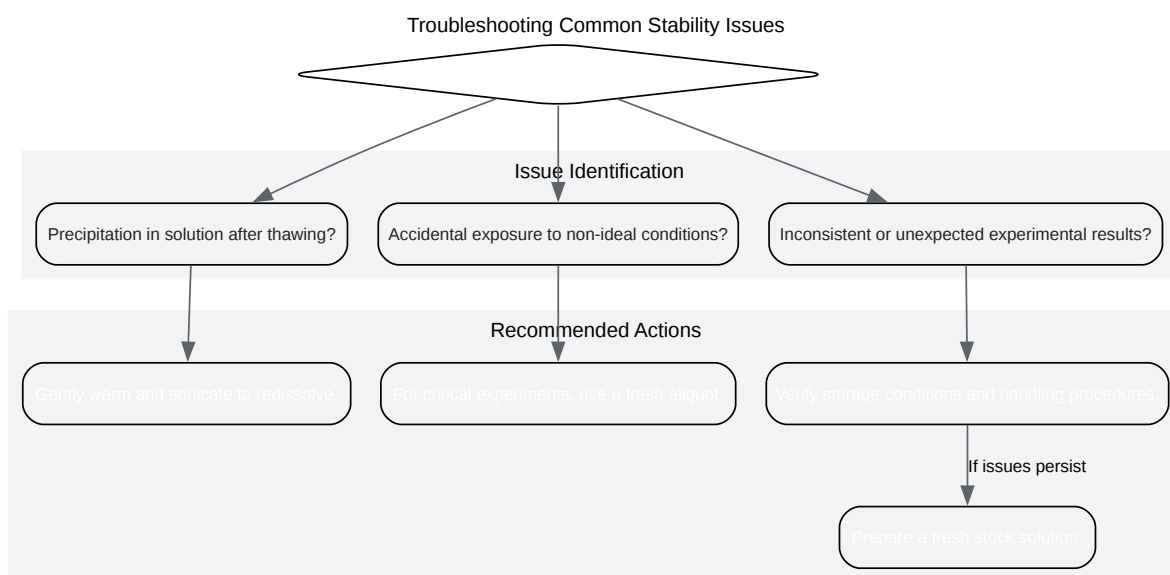 Troubleshooting Common Stability Issues
Issue Identification
Precipitation in solution after thawing?
Accidental exposure to non-ideal conditions?
Inconsistent or unexpected experimental results?
Recommended Actions
Gently warm and sonicate to redissolve.
For critical experiments, use a fresh aliquot.
Verify storage conditions and handling procedures.
If issues persist
Prepare a fresh stock solution.